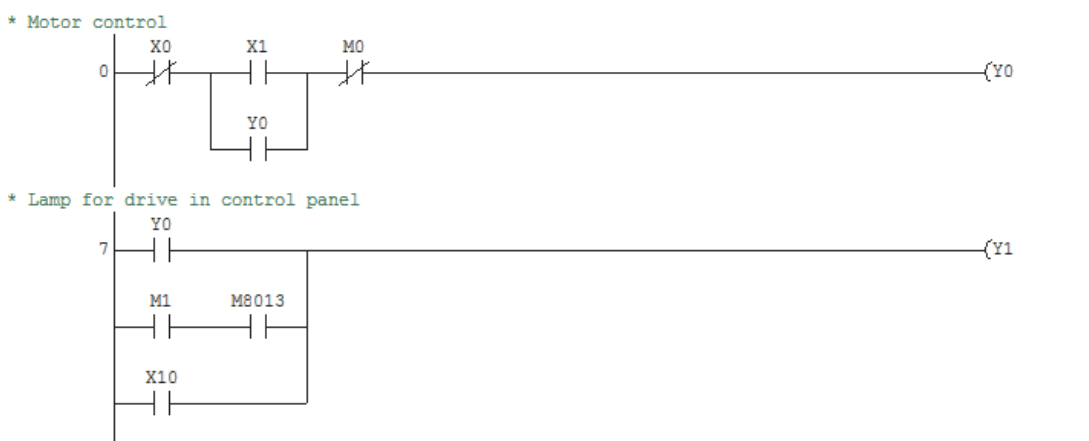 * Motor control
X0 X1 M0
0 (Y0
Y0
* Lamp for drive in control panel
Y0
7 (Y1
M1 M8013
X10